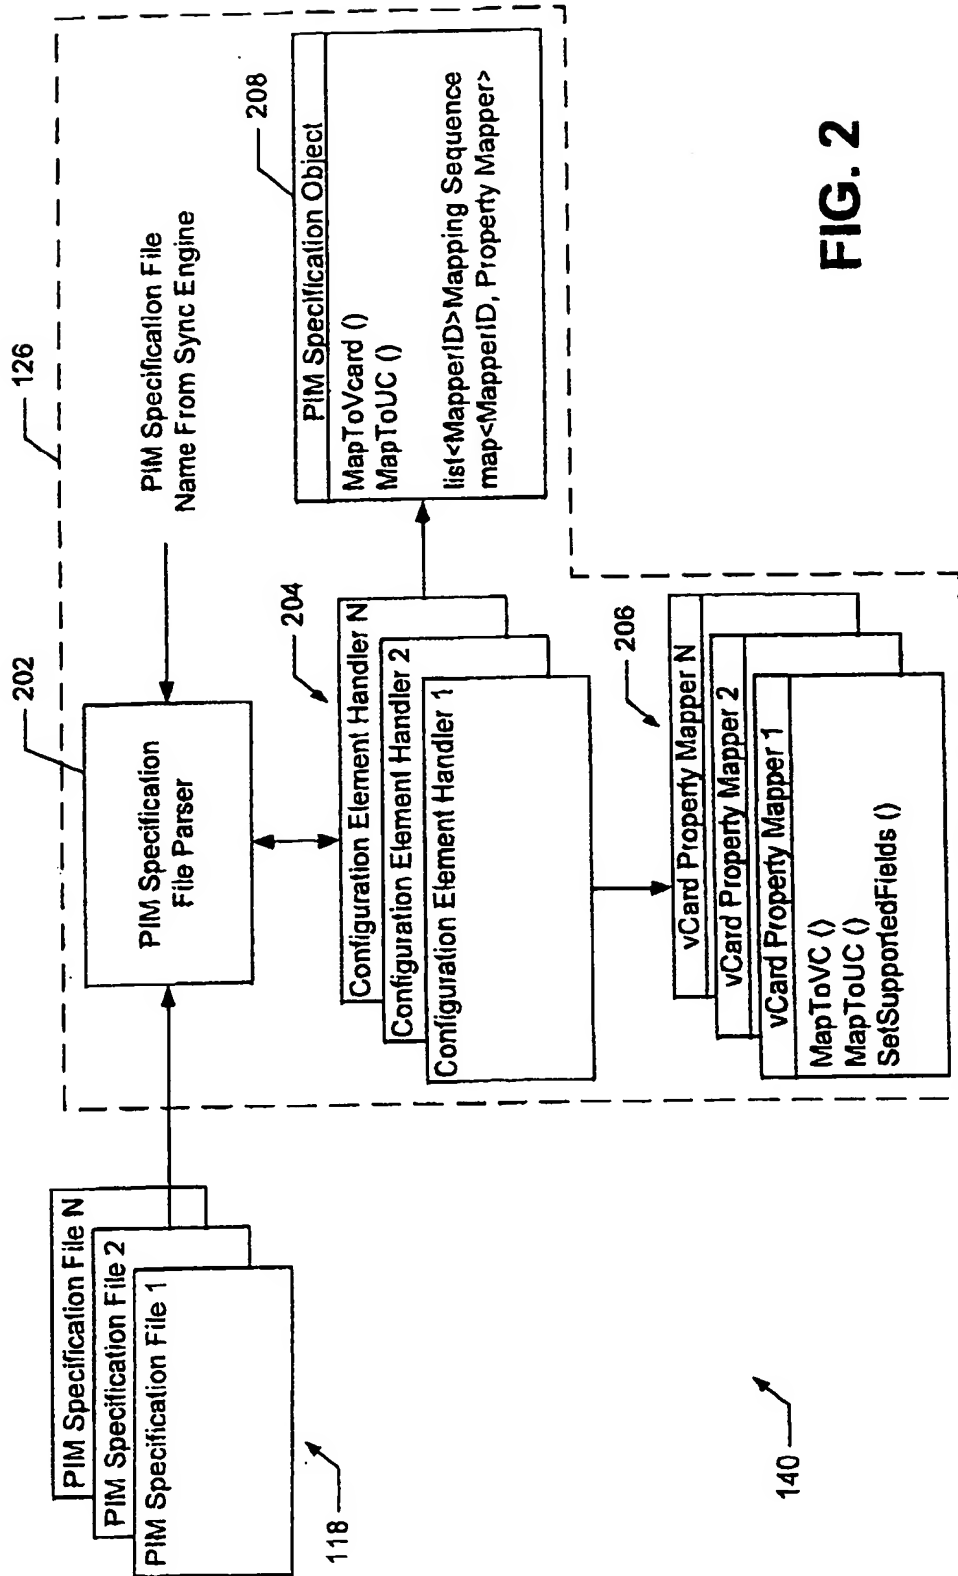 PIM Specification File N
PIM Specification File 2
PIM Specification File 1
118
140
126
202
PIM Specification
File Parser
PIM Specification File
Name From Sync Engine
204
Configuration Element Handler N
Configuration Element Handler 2
Configuration Element Handler 1
208
PIM Specification Object
MapToVcard ()
MapToUC ()
list<MapperID>Mapping Sequence
map<MapperID, Property Mapper>
206
vCard Property Mapper N
vCard Property Mapper 2
vCard Property Mapper 1
MapToVC ()
MapToUC ()
SetSupportedFields ()
FIG. 2